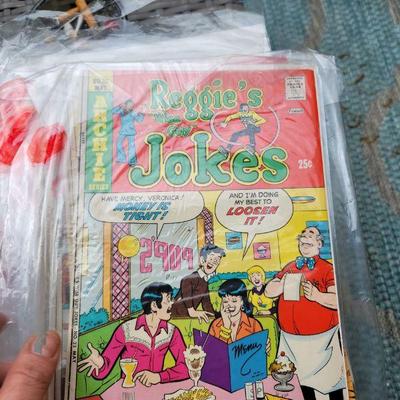 Reggie's
Wise Guy
Jokes
25¢
ARCHIE
SERIES
HAVE MERCY, VERONICA!
MONEY IS
TIGHT!
AND I'M DOING
MY BEST TO
LOOSEN
IT!
Menu